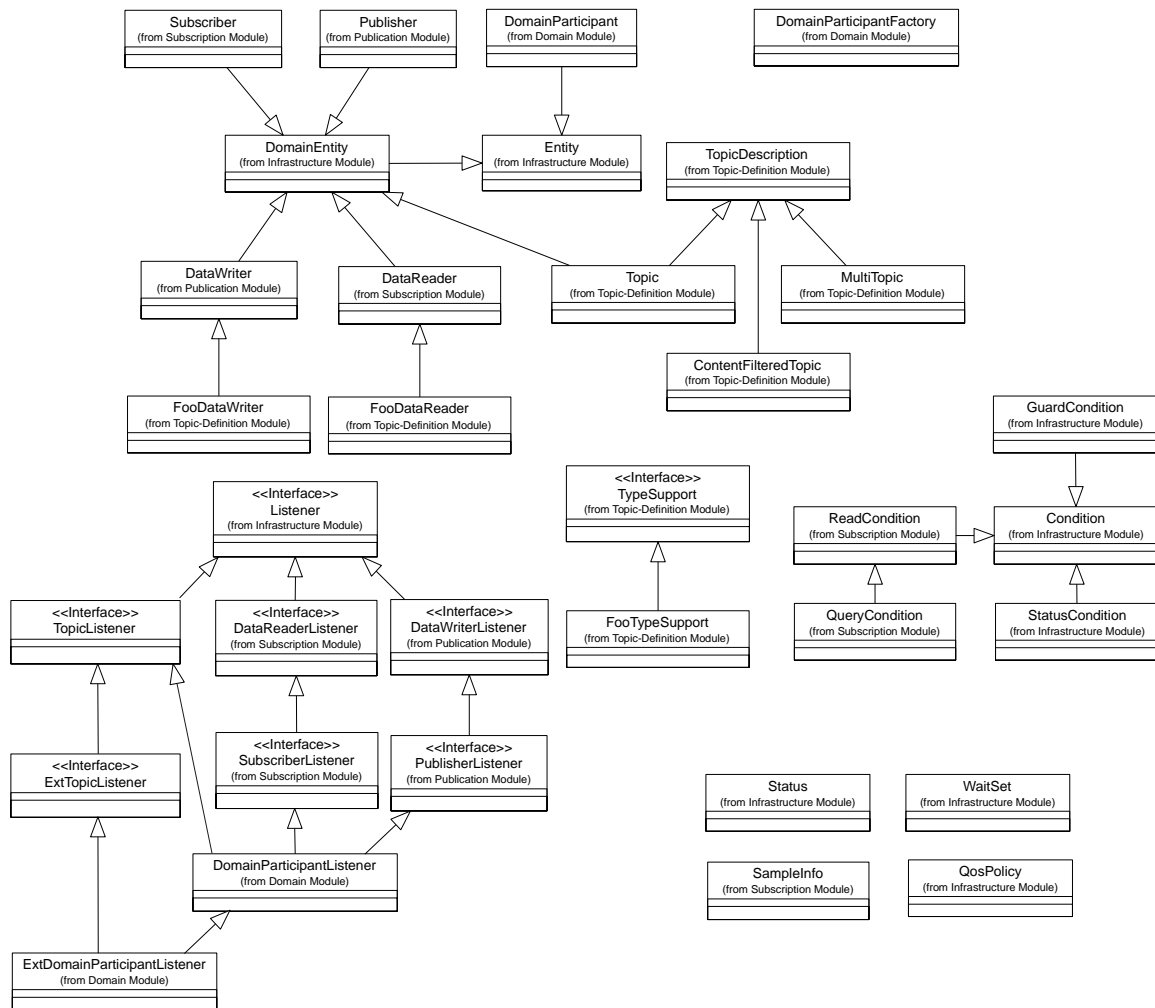 Subscriber
(from Subscription Module)
Publisher
(from Publication Module)
DomainParticipant
(from Domain Module)
DomainParticipantFactory
(from Domain Module)
DomainEntity
(from Infrastructure Module)
Entity
(from Infrastructure Module)
TopicDescription
(from Topic-Definition Module)
DataWriter
(from Publication Module)
DataReader
(from Subscription Module)
Topic
(from Topic-Definition Module)
MultiTopic
(from Topic-Definition Module)
ContentFilteredTopic
(from Topic-Definition Module)
FooDataWriter
(from Topic-Definition Module)
FooDataReader
(from Topic-Definition Module)
GuardCondition
(from Infrastructure Module)
<<Interface>>
Listener
(from Infrastructure Module)
<<Interface>>
TypeSupport
(from Topic-Definition Module)
ReadCondition
(from Subscription Module)
Condition
(from Infrastructure Module)
<<Interface>>
TopicListener
(from Topic-Definition Module)
<<Interface>>
DataReaderListener
(from Subscription Module)
<<Interface>>
DataWriterListener
(from Publication Module)
FooTypeSupport
(from Topic-Definition Module)
QueryCondition
(from Subscription Module)
StatusCondition
(from Infrastructure Module)
<<Interface>>
ExtTopicListener
<<Interface>>
SubscriberListener
(from Subscription Module)
<<Interface>>
PublisherListener
(from Publication Module)
Status
(from Infrastructure Module)
WaitSet
(from Infrastructure Module)
DomainParticipantListener
(from Domain Module)
SampleInfo
(from Subscription Module)
QosPolicy
(from Infrastructure Module)
ExtDomainParticipantListener
(from Domain Module)